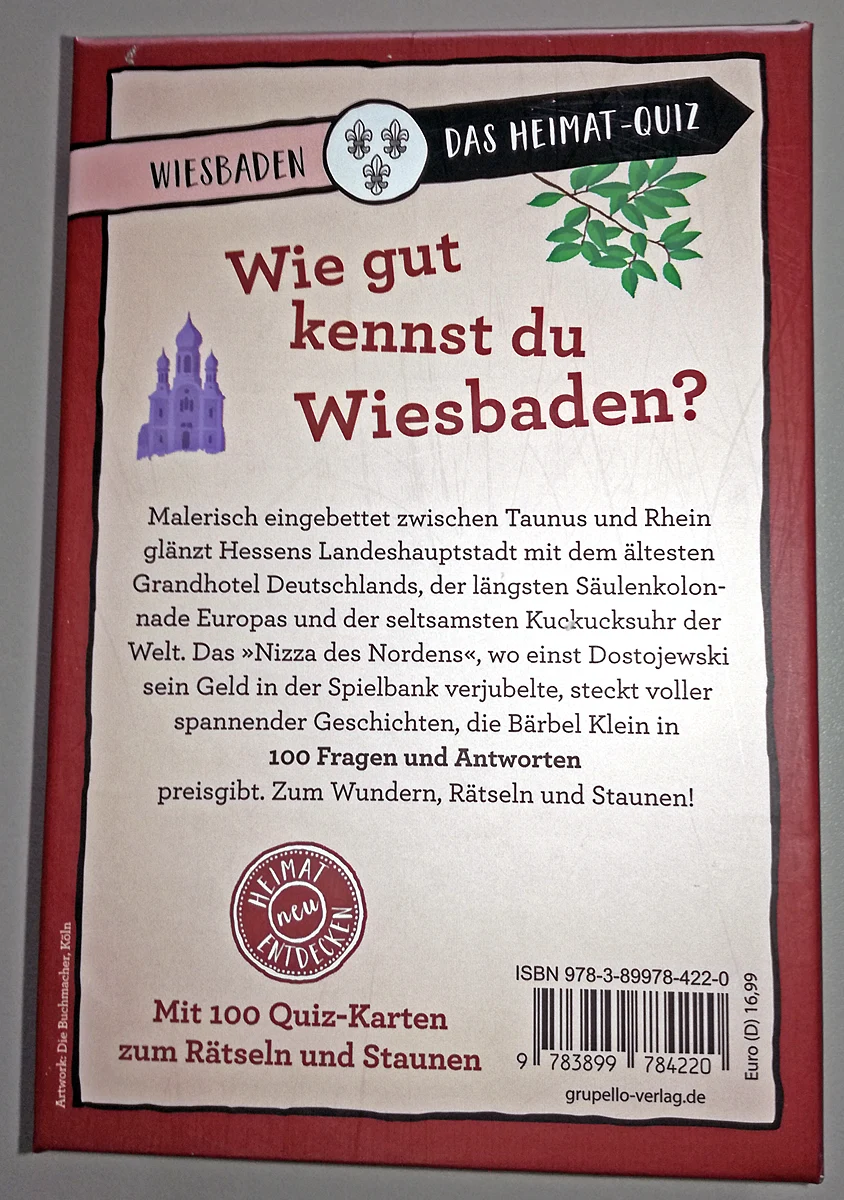 WIESBADEN
DAS HEIMAT-QUIZ
Wie gut
kennst du
Wiesbaden?
Malerisch eingebettet zwischen Taunus und Rhein
glänzt Hessens Landeshauptstadt mit dem ältesten
Grandhotel Deutschlands, der längsten Säulenkolon-
nade Europas und der seltsamsten Kuckucksuhr der
Welt. Das »Nizza des Nordens«, wo einst Dostojewski
sein Geld in der Spielbank verjubelte, steckt voller
spannender Geschichten, die Bärbel Klein in
100 Fragen und Antworten
preisgibt. Zum Wundern, Rätseln und Staunen!
HEIMAT
neu
ENTDECKEN
Mit 100 Quiz-Karten
zum Rätseln und Staunen
ISBN 978-3-89978-422-0
9 783899 784220
grupello-verlag.de
Euro (D) 16,99
Artwork: Die Buchmacher, Köln